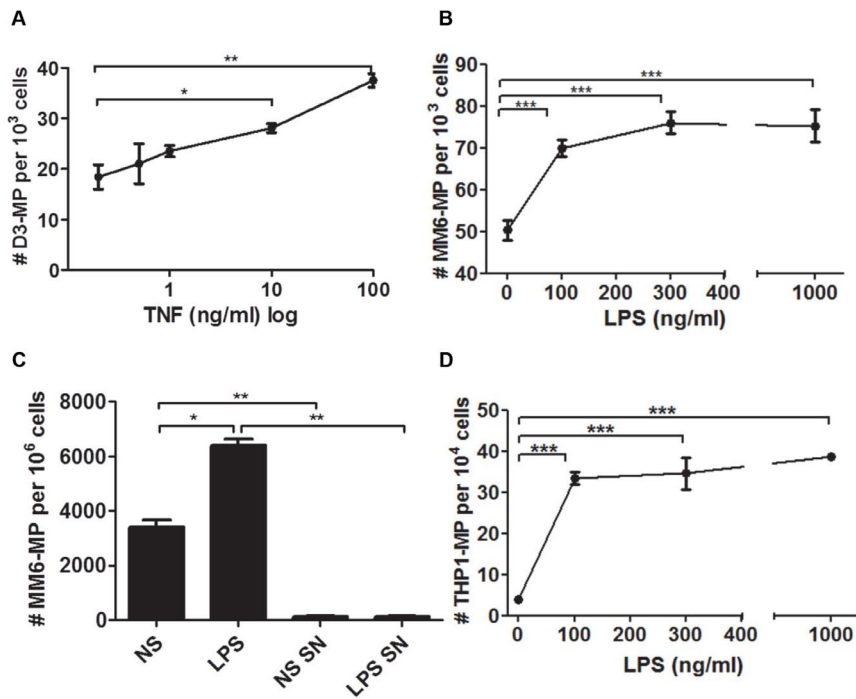 A
# D3-MP per 10³ cells
40
30
20
10
0
**
*
1 10 100
TNF (ng/ml) log
B
# MM6-MP per 10³ cells
90
80
70
60
50
40
***
***
***
0 100 200 300 400 1000
LPS (ng/ml)
C
# MM6-MP per 10⁶ cells
8000
6000
4000
2000
0
**
* **
NS LPS NS SN LPS SN
D
# THP1-MP per 10⁴ cells
50
40
30
20
10
0
***
***
***
0 100 200 300 400 1000
LPS (ng/ml)